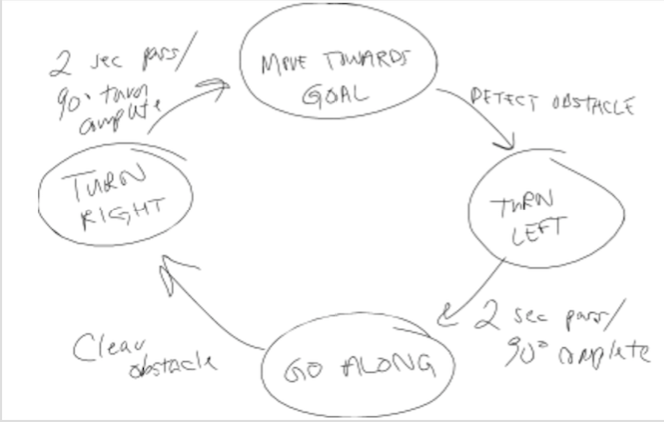 2 sec pass/
90° turn
complete
MOVE TOWARDS
GOAL
DETECT OBSTACLE
TURN
RIGHT
TURN
LEFT
2 sec pass/
90° complete
Clear
obstacle
GO ALONG